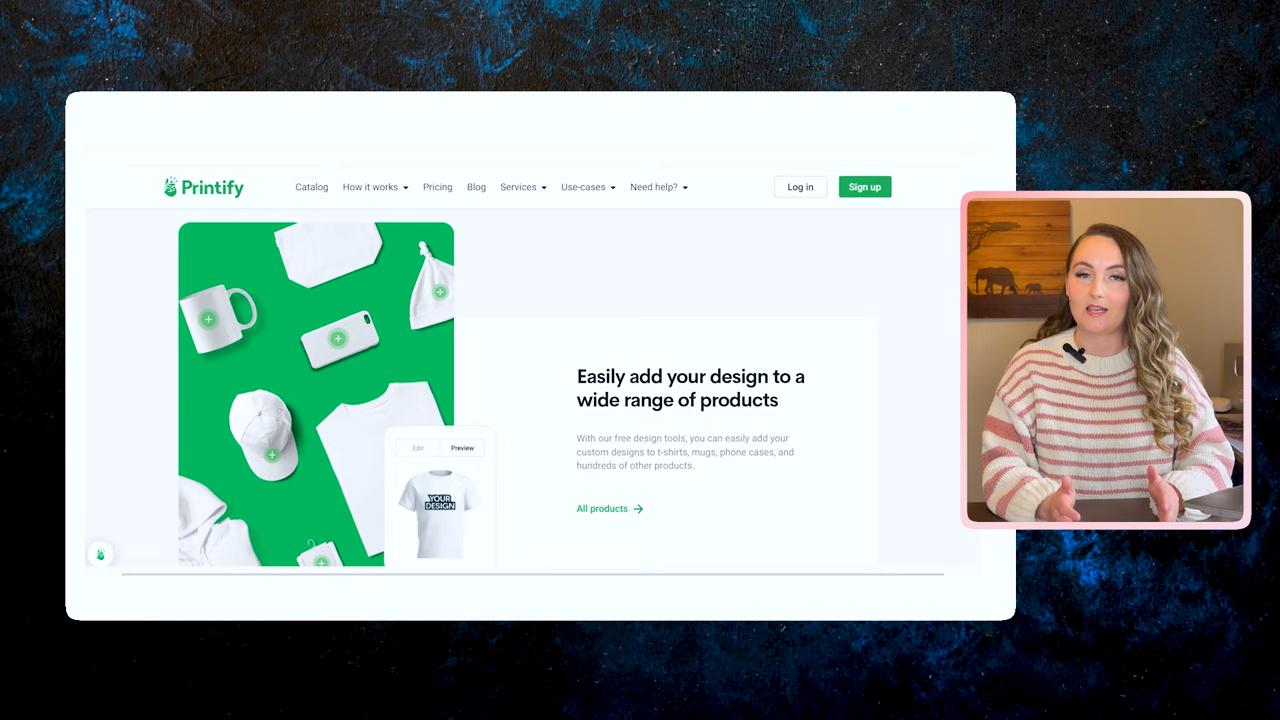 Printify
Catalog
How it works
Pricing
Blog
Services
Use-cases
Need help?
Log in
Sign up
Easily add your design to a
wide range of products
With our free design tools, you can easily add your
custom designs to t-shirts, mugs, phone cases, and
hundreds of other products.
All products
Edit
Preview
YOUR
DESIGN